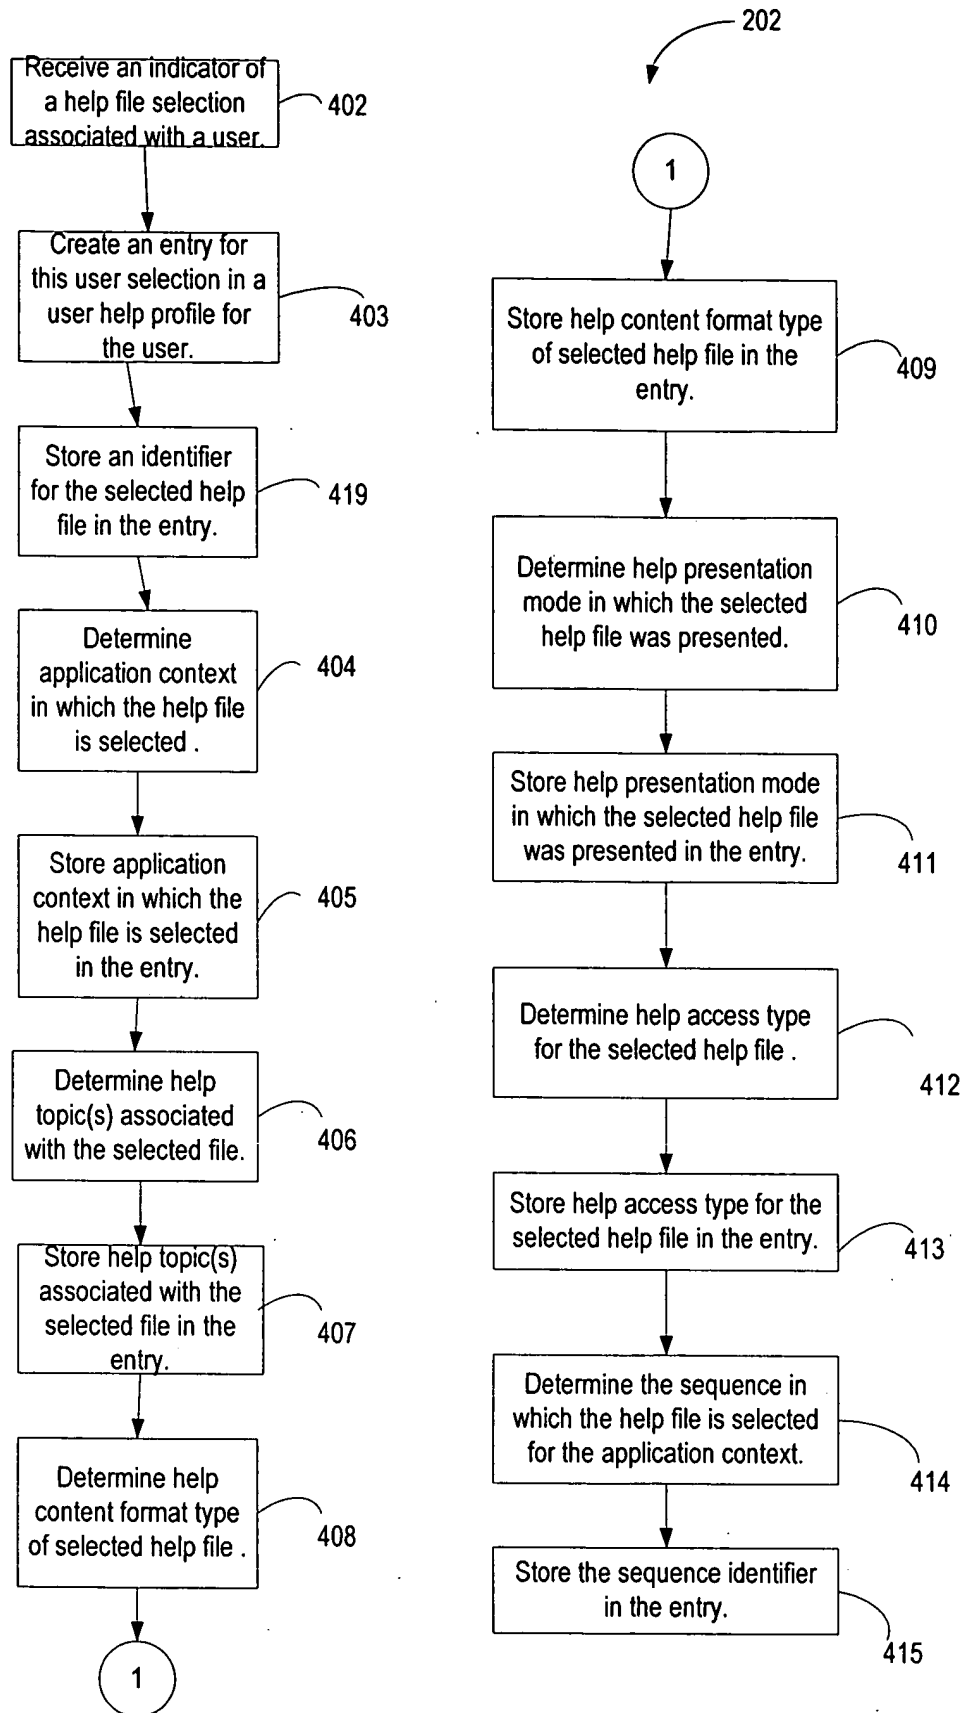 202
Receive an indicator of
a help file selection
associated with a user.
402
Create an entry for
this user selection in a
user help profile for
the user.
403
Store an identifier
for the selected help
file in the entry.
419
Determine
application context
in which the help file
is selected .
404
Store application
context in which the
help file is selected
in the entry.
405
Determine help
topic(s) associated
with the selected file.
406
Store help topic(s)
associated with the
selected file in the
entry.
407
Determine help
content format type
of selected help file .
408
1
1
Store help content format type
of selected help file in the
entry.
409
Determine help presentation
mode in which the selected
help file was presented.
410
Store help presentation mode
in which the selected help file
was presented in the entry.
411
Determine help access type
for the selected help file .
412
Store help access type for the
selected help file in the entry.
413
Determine the sequence in
which the help file is selected
for the application context.
414
Store the sequence identifier
in the entry.
415